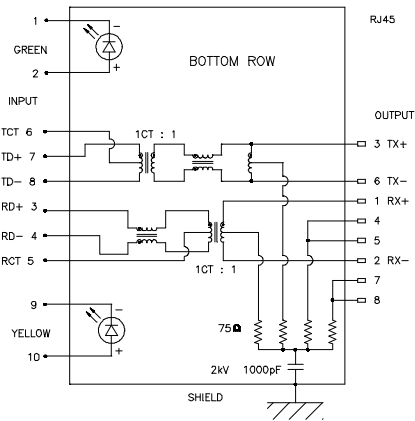 1 −
RJ45
GREEN
BOTTOM ROW
2 +
INPUT
OUTPUT
TCT 6
1CT : 1
3 TX+
TD+ 7
TD− 8
6 TX−
RD+ 3
1 RX+
4
RD− 4
5
RCT 5
2 RX−
1CT : 1
7
9 −
8
YELLOW
75Ω
10 +
2kV 1000pF
SHIELD